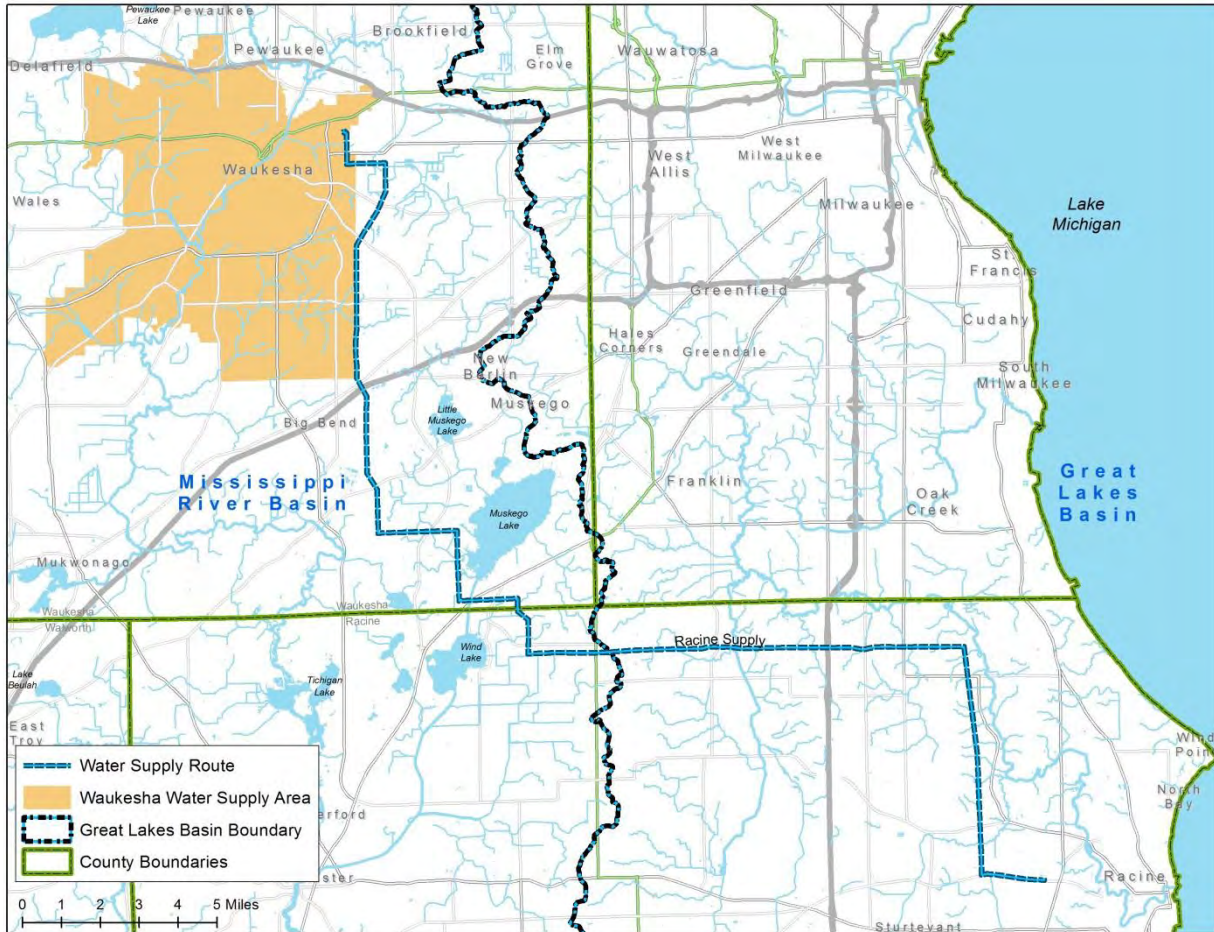 Pewaukee
Lake
Pewaukee
Brookfield
Pewaukee
Elm
Grove
Wauwatosa
Delafield
West
Milwaukee
West
Allis
Waukesha
Wales
Milwaukee
Lake
Michigan
St.
Francis
Greenfield
Cudahy
Hales
Corners
Greendale
New
Berlin
South
Milwaukee
Muskego
Little
Muskego
Lake
Big Bend
Mississippi
River Basin
Great
Lakes
Basin
Franklin
Oak
Creek
Muskego
Lake
Mukwonago
Waukesha
Walworth
Waukesha
Racine
Racine Supply
Wind
Lake
Lake
Beulah
Tichigan
Lake
East
Troy
Wind
Point
North
Bay
Racine
Sturtevant
erford
ster
Water Supply Route
Waukesha Water Supply Area
Great Lakes Basin Boundary
County Boundaries
0 1 2 3 4 5 Miles